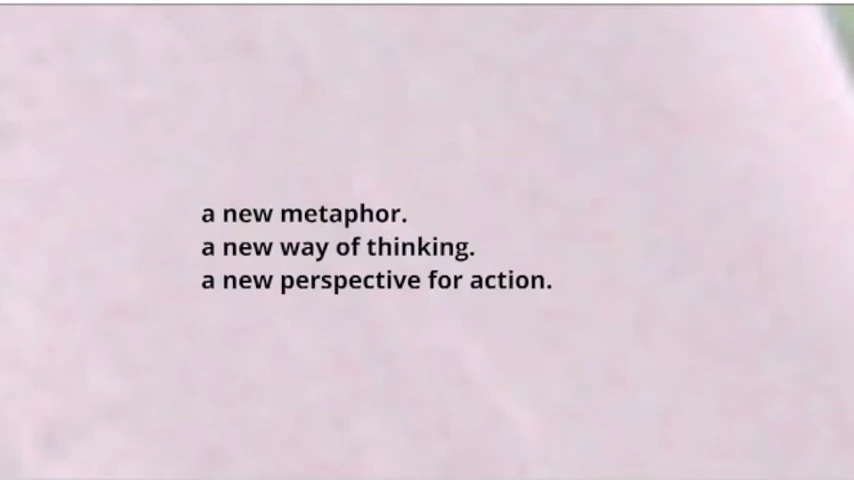 a new metaphor.
a new way of thinking.
a new perspective for action.